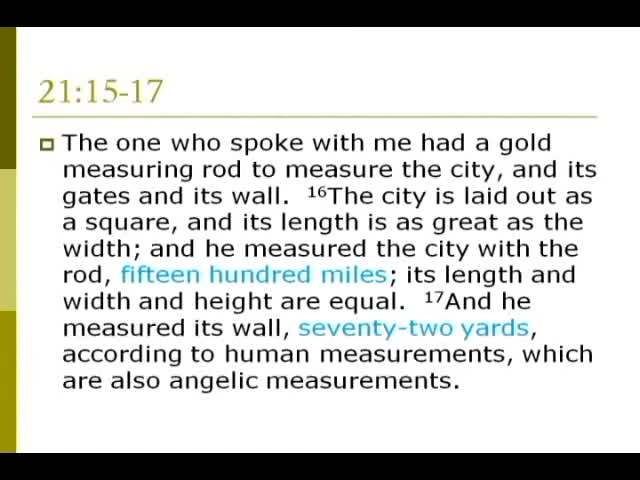 21:15-17
The one who spoke with me had a gold
measuring rod to measure the city, and its
gates and its wall. ¹⁶The city is laid out as
a square, and its length is as great as the
width; and he measured the city with the
rod, fifteen hundred miles; its length and
width and height are equal. ¹⁷And he
measured its wall, seventy-two yards,
according to human measurements, which
are also angelic measurements.